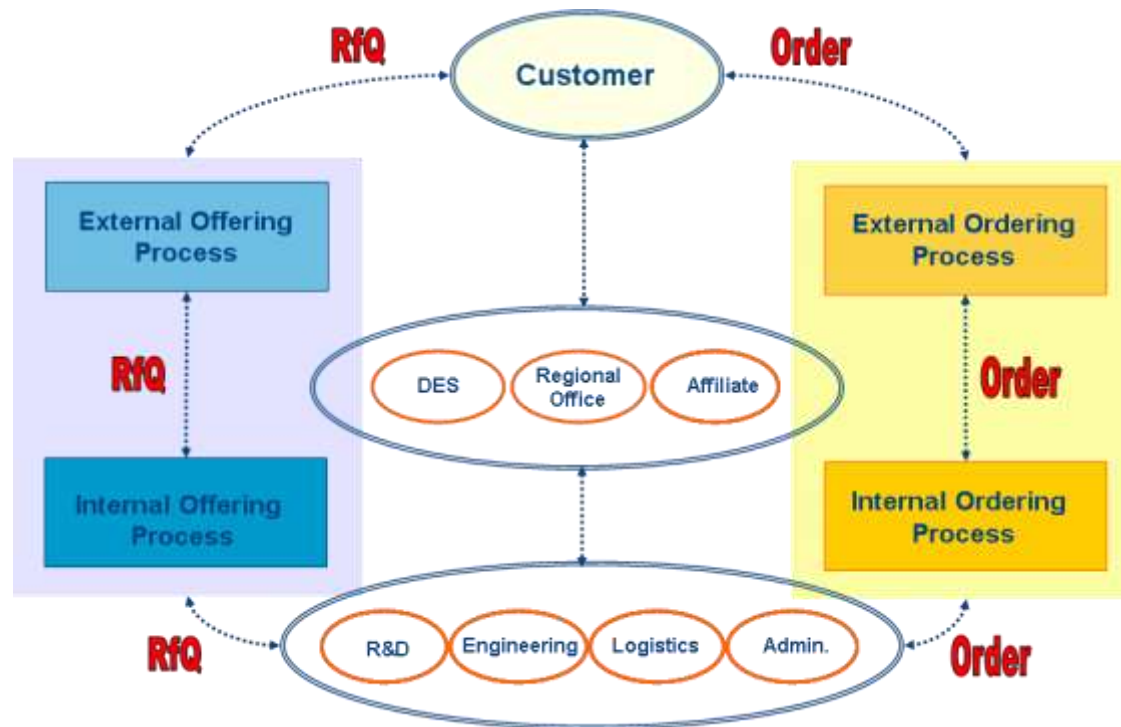 RfQ
Customer
Order
External Offering
Process
External Ordering
Process
RfQ
DES
Regional
Office
Affiliate
Order
Internal Offering
Process
Internal Ordering
Process
RfQ
R&D
Engineering
Logistics
Admin.
Order